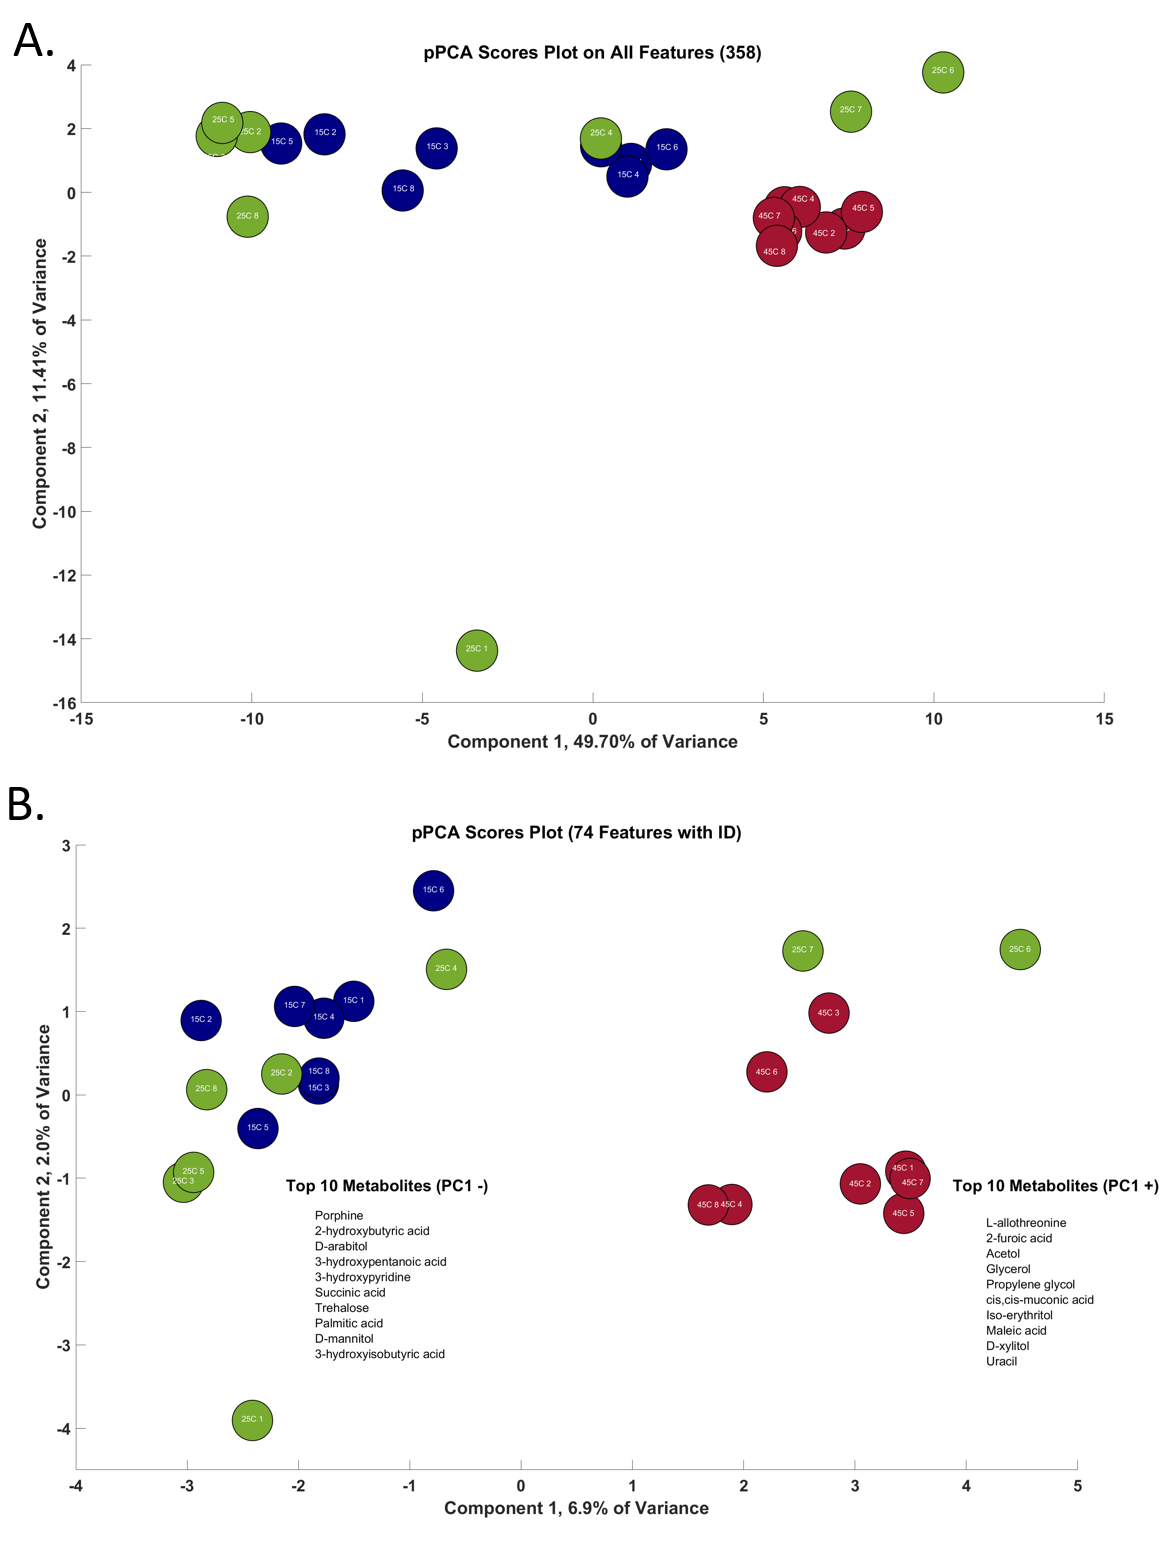 A.
pPCA Scores Plot on All Features (358)
4
2
0
-2
-4
-6
-8
-10
-12
-14
-16
Component 2, 11.41% of Variance
25C 6
25C 7
25C 5
25C 2
15C 5
15C 2
15C 3
15C 8
25C 8
25C 4
15C 6
15C 4
45C 4
45C 7
45C 5
45C 2
45C 8
25C 1
-15
-10
-5
0
5
10
15
Component 1, 49.70% of Variance
B.
pPCA Scores Plot (74 Features with ID)
3
2
1
0
-1
-2
-3
-4
Component 2, 2.0% of Variance
15C 6
25C 4
25C 7
25C 6
15C 2
15C 7
15C 4
15C 1
45C 3
25C 8
25C 2
15C 8
15C 3
45C 6
15C 5
25C 5
25C 3
45C 1
45C 2
45C 7
45C 8
45C 4
45C 5
25C 1
Top 10 Metabolites (PC1 -)
Porphine
2-hydroxybutyric acid
D-arabitol
3-hydroxypentanoic acid
3-hydroxypyridine
Succinic acid
Trehalose
Palmitic acid
D-mannitol
3-hydroxyisobutyric acid
Top 10 Metabolites (PC1 +)
L-allothreonine
2-furoic acid
Acetol
Glycerol
Propylene glycol
cis,cis-muconic acid
Iso-erythritol
Maleic acid
D-xylitol
Uracil
-4
-3
-2
-1
0
1
2
3
4
5
Component 1, 6.9% of Variance